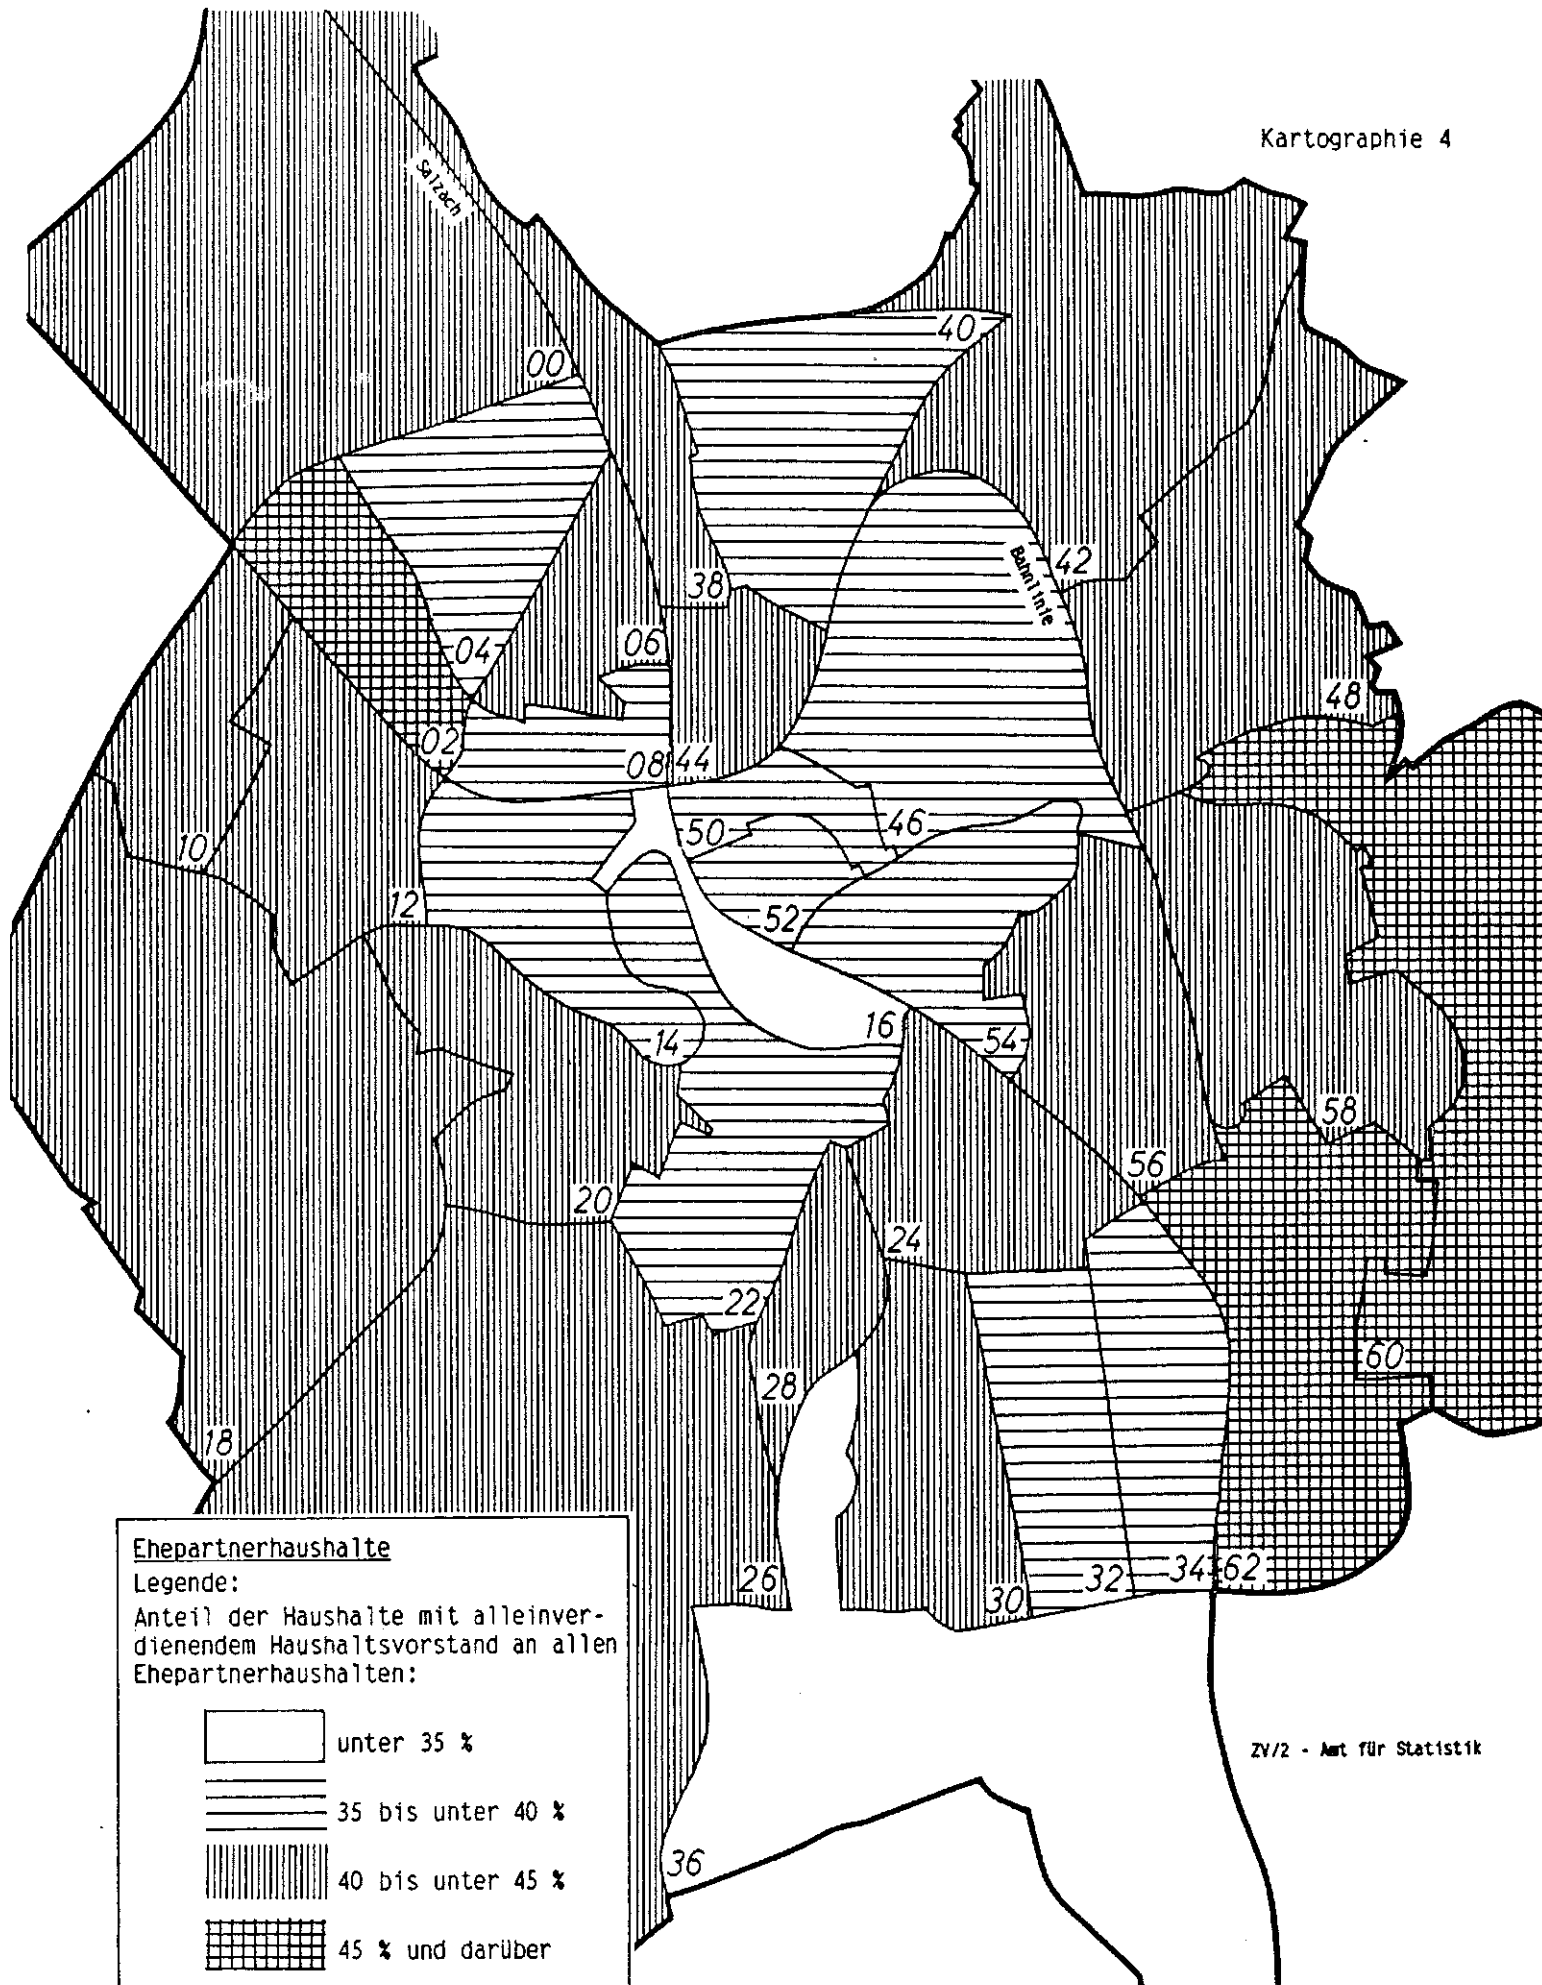 Kartographie 4
Salzach
40
00
Bahnlinie
42
38
06
04
48
02
08
44
50
46
10
12
52
16
14
54
58
56
20
24
22
60
28
18
26
30
32
34
62
36
Ehepartnerhaushalte
Legende:
Anteil der Haushalte mit alleinver-
dienendem Haushaltsvorstand an allen
Ehepartnerhaushalten:
unter 35 %
35 bis unter 40 %
40 bis unter 45 %
45 % und darüber
ZV/2 - Amt für Statistik